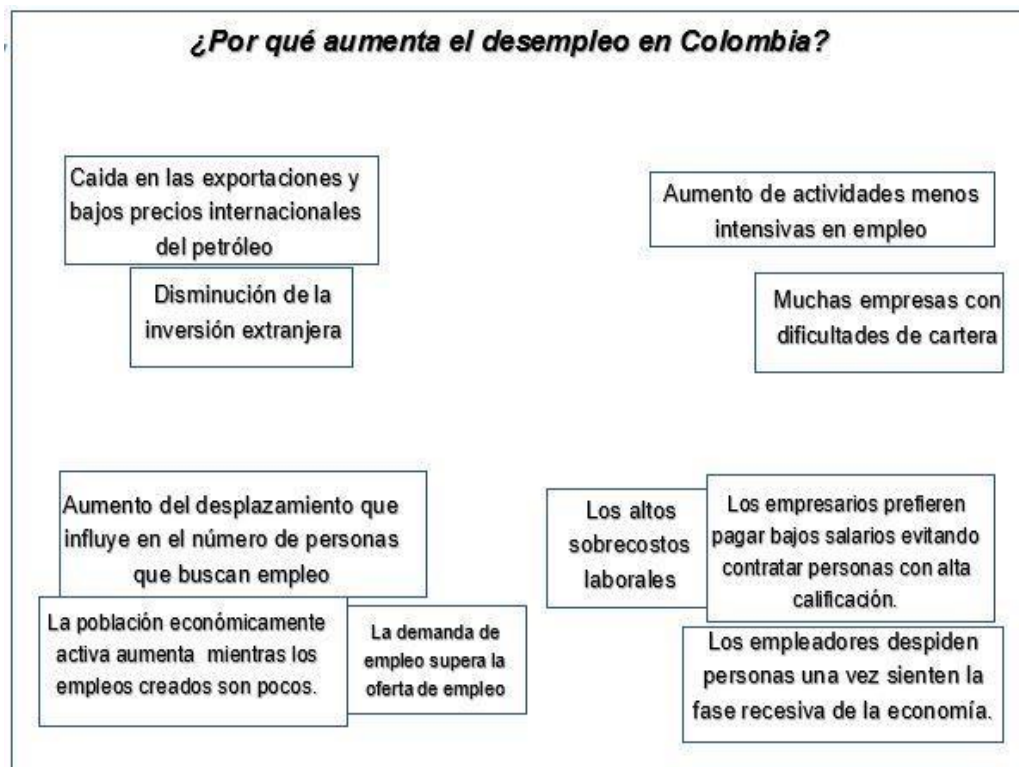 ¿Por qué aumenta el desempleo en Colombia?
Caida en las exportaciones y
bajos precios internacionales
del petróleo
Disminución de la
inversión extranjera
Aumento de actividades menos
intensivas en empleo
Muchas empresas con
dificultades de cartera
Aumento del desplazamiento que
influye en el número de personas
que buscan empleo
La población económicamente
activa aumenta mientras los
empleos creados son pocos.
La demanda de
empleo supera la
oferta de empleo
Los altos
sobrecostos
laborales
Los empresarios prefieren
pagar bajos salarios evitando
contratar personas con alta
calificación.
Los empleadores despiden
personas una vez sienten la
fase recesiva de la economía.